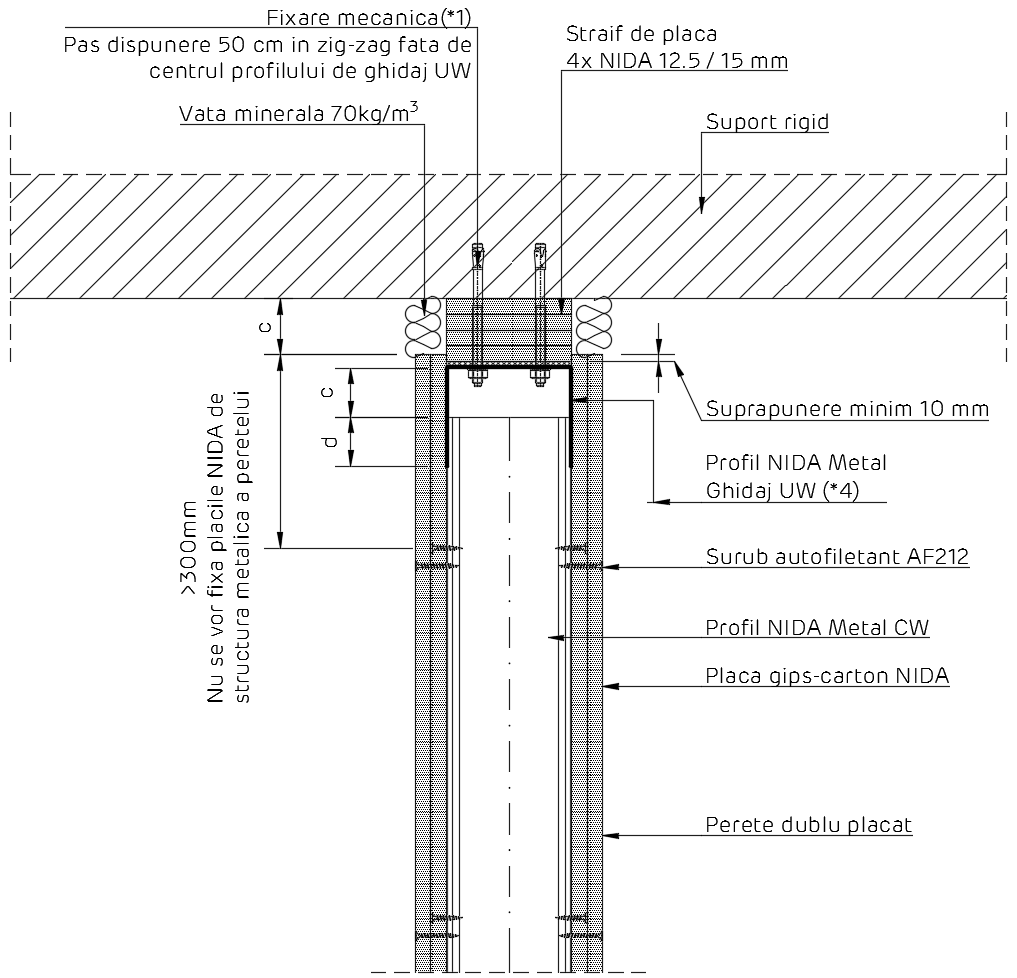 Fixare mecanica(*1)
Pas dispunere 50 cm in zig-zag fata de
centrul profilului de ghidaj UW
Straif de placa
4x NIDA 12.5 / 15 mm
Vata minerala 70kg/m³
Suport rigid
c
c
d
>300mm
Nu se vor fixa placile NIDA de
structura metalica a peretelui
Suprapunere minim 10 mm
Profil NIDA Metal
Ghidaj UW (*4)
Surub autofiletant AF212
Profil NIDA Metal CW
Placa gips-carton NIDA
Perete dublu placat